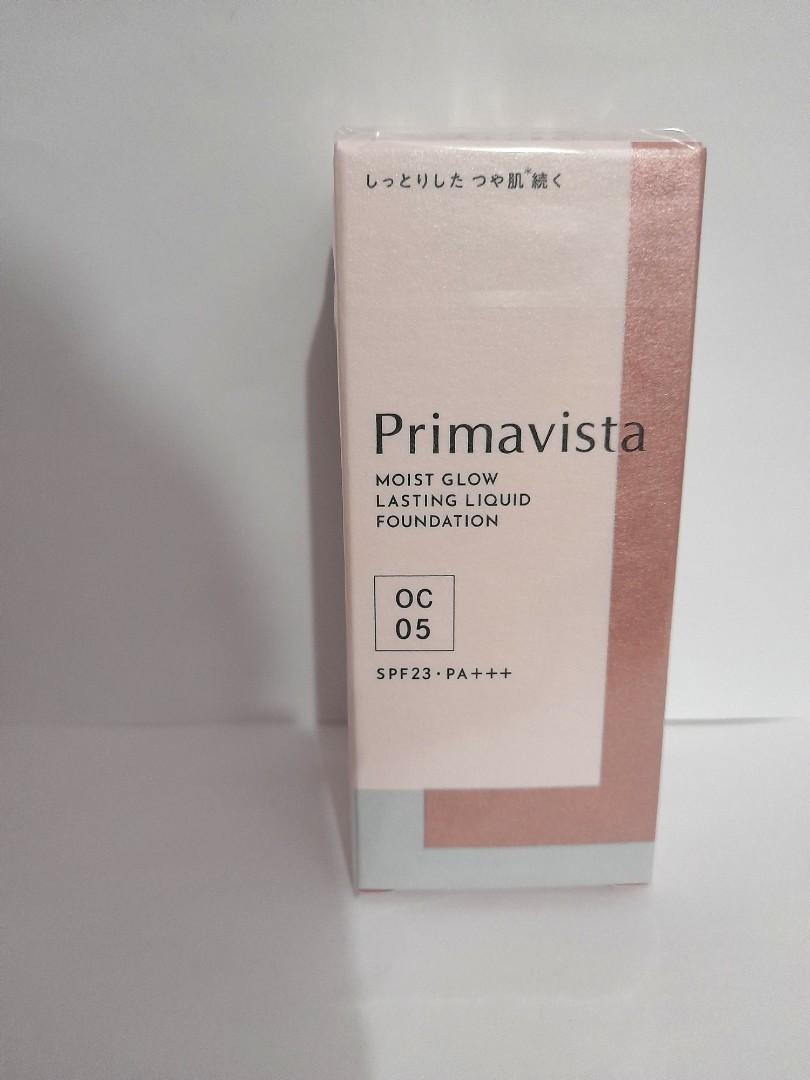 しっとりした つや肌*続く
Primavista
MOIST GLOW
LASTING LIQUID
FOUNDATION
OC
05
SPF23・PA+++